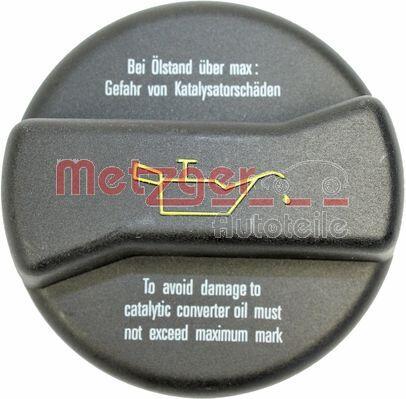 Bei Ölstand über max:
Gefahr von Katalysatorschäden
Metzger
Autoteile
To avoid damage to
catalytic converter oil must
not exceed maximum mark